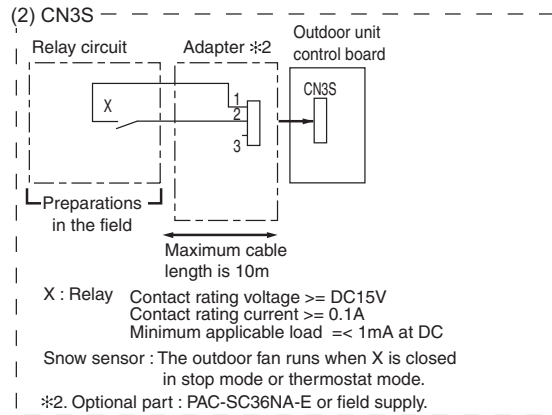 (2) CN3S
Relay circuit
Adapter ✻2
Outdoor unit
control board
CN3S
X
1
2
3
Preparations
in the field
Maximum cable
length is 10m
X : Relay
Contact rating voltage >= DC15V
Contact rating current >= 0.1A
Minimum applicable load =< 1mA at DC
Snow sensor : The outdoor fan runs when X is closed
in stop mode or thermostat mode.
✻2. Optional part : PAC-SC36NA-E or field supply.